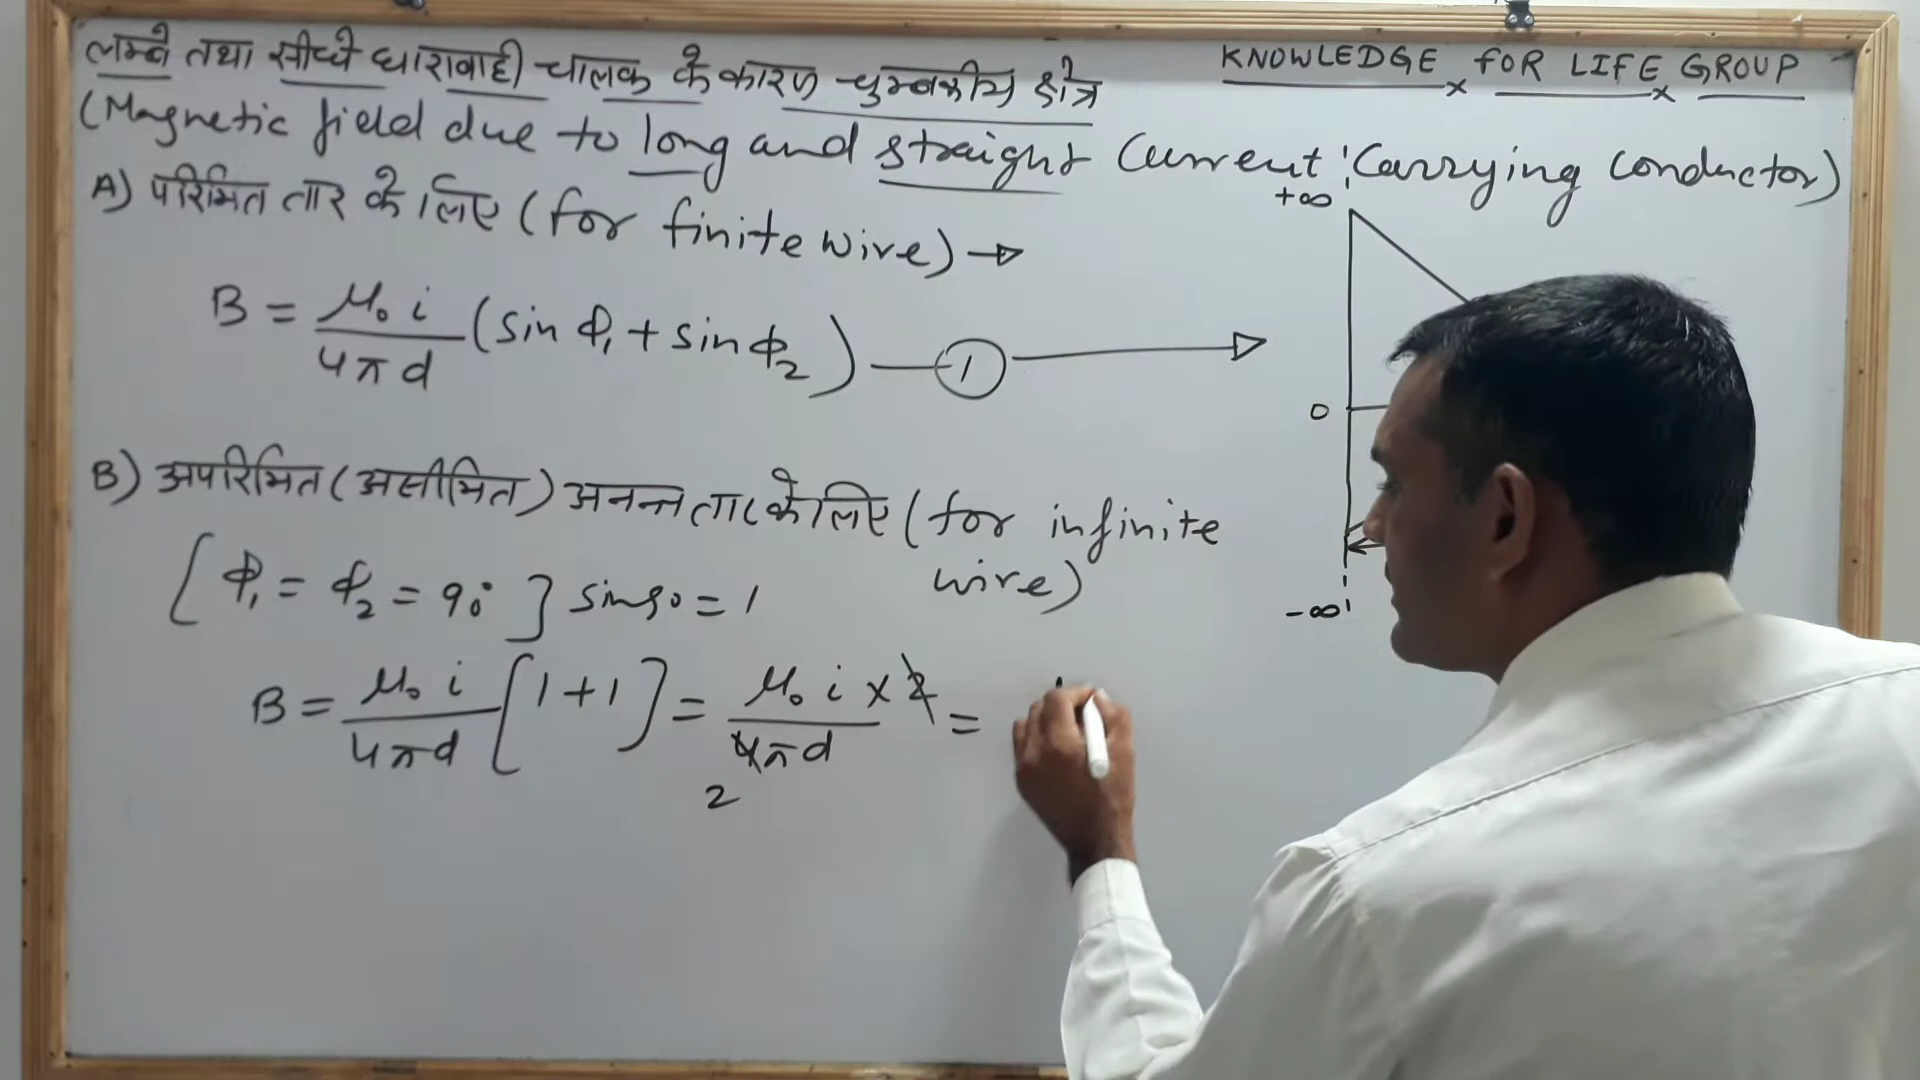 लम्बे तथा सीधे धारावाही चालक के कारण चुम्बकीय क्षेत्र
KNOWLEDGE FOR LIFE GROUP
(Magnetic field due to long and straight Current Carrying conductor)
A) परिमित तार के लिए (for finite wire) →
B = μ₀ i / 4πd (sin ϕ₁ + sin ϕ₂) — ①
+∞
0
-∞
B) अपरिमित (असीमित) अनन्त तार के लिए (for infinite
wire)
[ϕ₁ = ϕ₂ = 90°] sin90 = 1
B = μ₀ i / 4πd [1+1] = μ₀ i × 2 / 4πd =
2